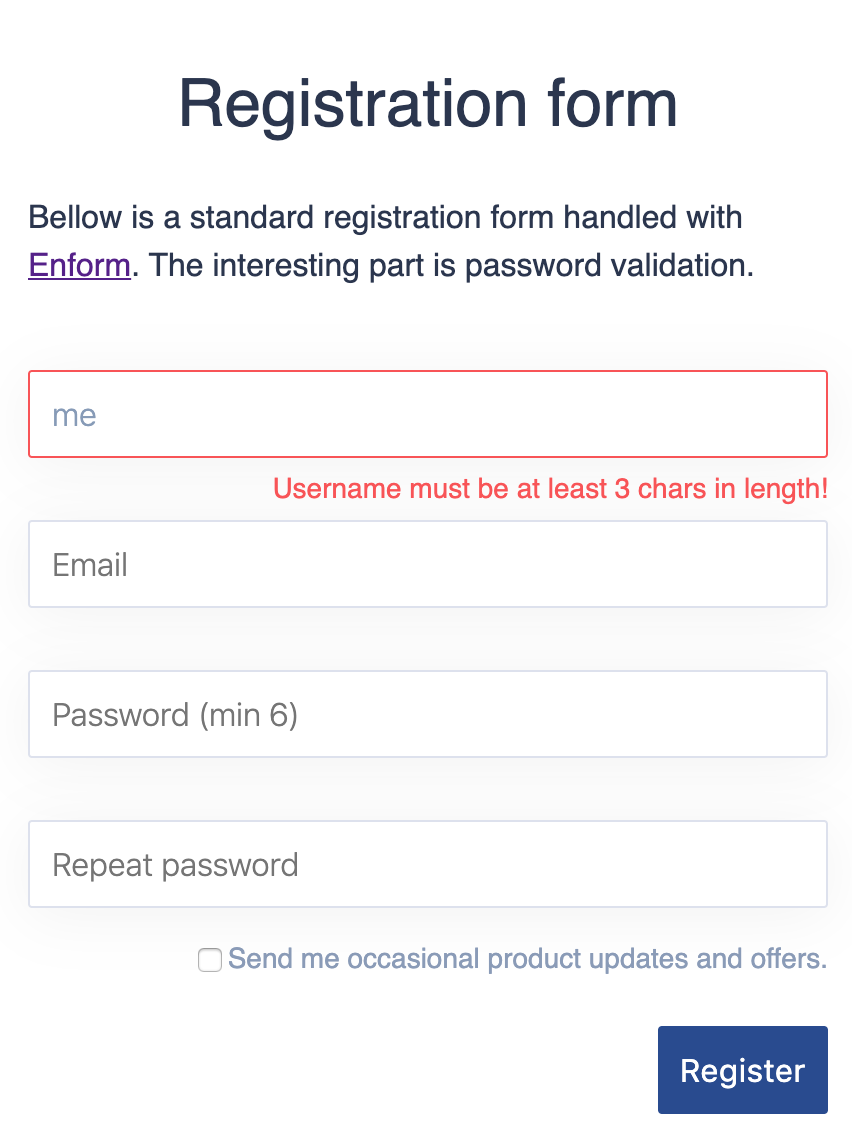 Registration form
Bellow is a standard registration form handled with
Enform. The interesting part is password validation.
me
Username must be at least 3 chars in length!
Email
Password (min 6)
Repeat password
Send me occasional product updates and offers.
Register